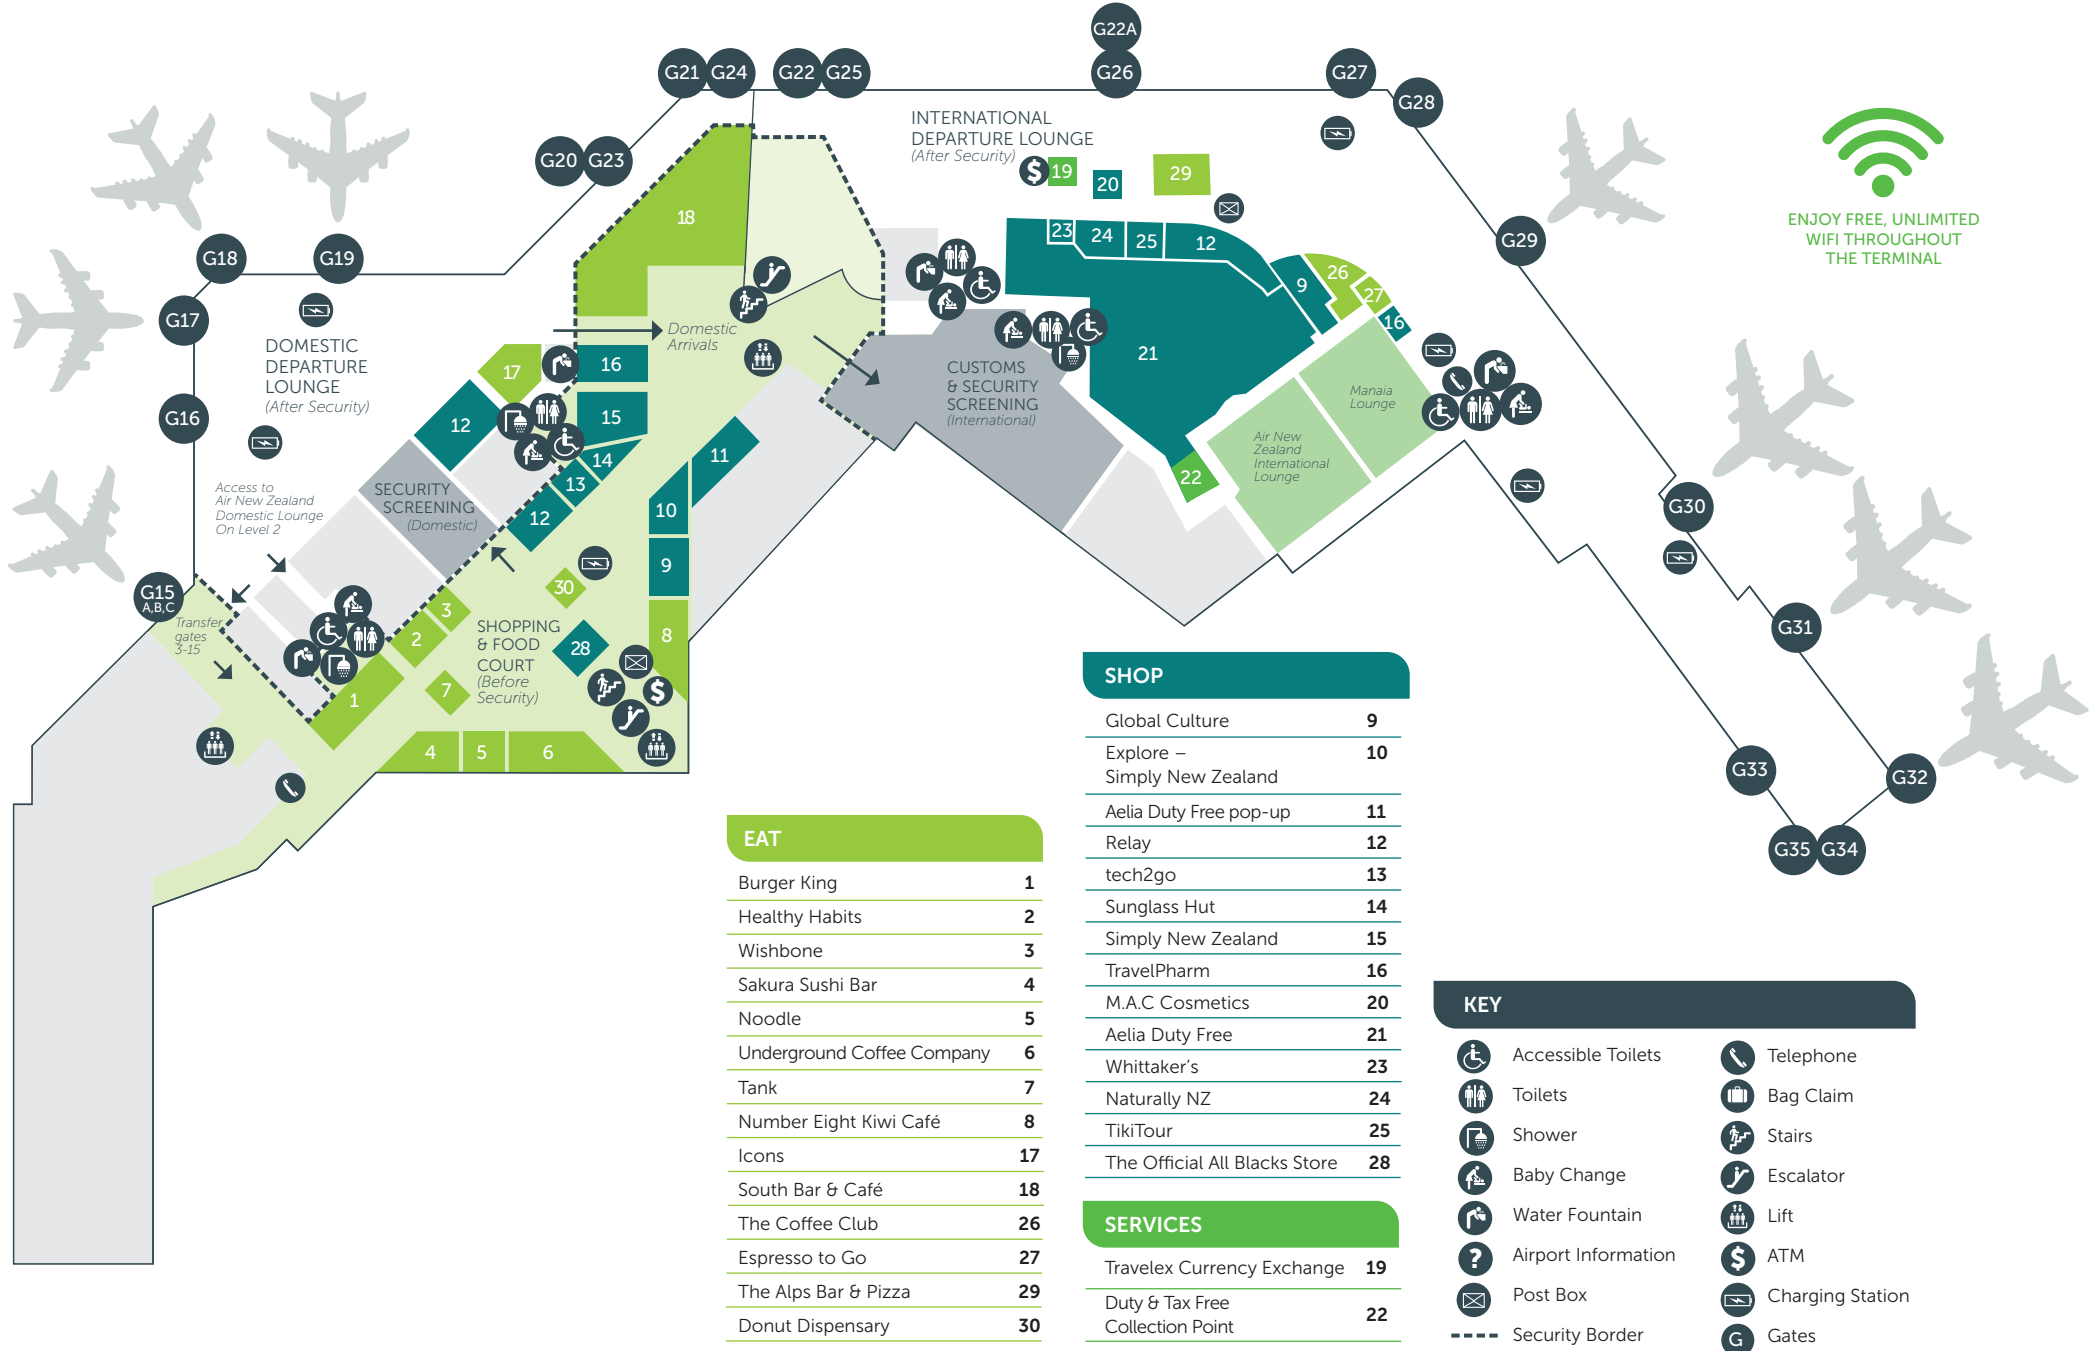 G22A
G21
G24
G22
G25
G26
G27
G28
G20
G23
G18
G19
G17
G16
G15
A,B,C
G29
G30
G31
G32
G33
G34
G35
INTERNATIONAL
DEPARTURE LOUNGE
(After Security)
$
19
20
29
18
23
24
25
12
9
26
27
16
21
22
ENJOY FREE, UNLIMITED
WIFI THROUGHOUT
THE TERMINAL
DOMESTIC
DEPARTURE
LOUNGE
(After Security)
Domestic
Arrivals
17
16
15
12
14
13
12
11
10
9
8
CUSTOMS
& SECURITY
SCREENING
(International)
Manaia
Lounge
Air New
Zealand
International
Lounge
SECURITY
SCREENING
(Domestic)
Access to
Air New Zealand
Domestic Lounge
On Level 2
Transfer
gates
3-15
30
28
3
2
1
7
4
5
6
$
SHOPPING
& FOOD
COURT
(Before
Security)
EAT
Burger King 1
Healthy Habits 2
Wishbone 3
Sakura Sushi Bar 4
Noodle 5
Underground Coffee Company 6
Tank 7
Number Eight Kiwi Café 8
Icons 17
South Bar & Café 18
The Coffee Club 26
Espresso to Go 27
The Alps Bar & Pizza 29
Donut Dispensary 30
SHOP
Global Culture 9
Explore – 10
Simply New Zealand
Aelia Duty Free pop-up 11
Relay 12
tech2go 13
Sunglass Hut 14
Simply New Zealand 15
TravelPharm 16
M.A.C Cosmetics 20
Aelia Duty Free 21
Whittaker's 23
Naturally NZ 24
TikiTour 25
The Official All Blacks Store 28
SERVICES
Travelex Currency Exchange 19
Duty & Tax Free
Collection Point 22
KEY
Accessible Toilets
Toilets
Shower
Baby Change
Water Fountain
? Airport Information
Post Box
Security Border
Telephone
Bag Claim
Stairs
Escalator
Lift
$ ATM
Charging Station
G Gates